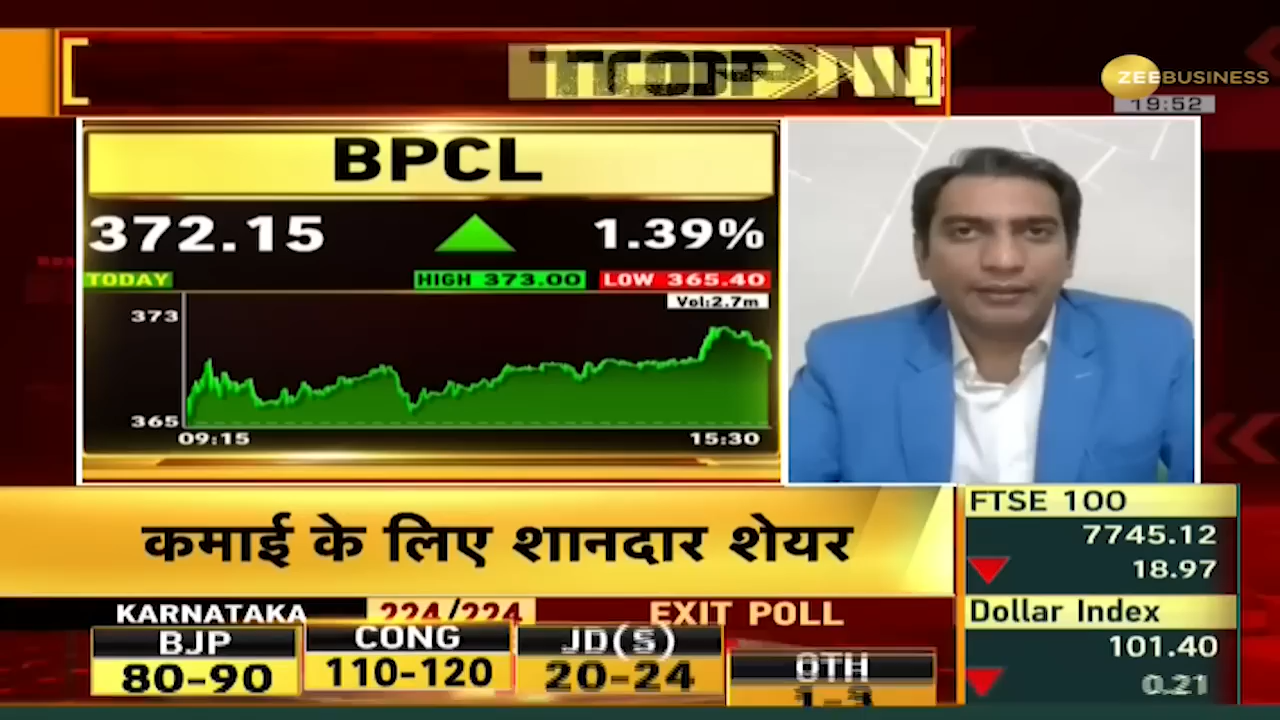 ZEEBUSINESS
19:52
BPCL
372.15 1.39%
TODAY HIGH 373.00 LOW 365.40
Vol:2.7m
373
365
09:15 15:30
कमाई के लिए शानदार शेयर
FTSE 100
7745.12
18.97
Dollar Index
101.40
0.21
KARNATAKA 224/224 EXIT POLL
BJP CONG JD(S) OTH
80-90 110-120 20-24 1-3